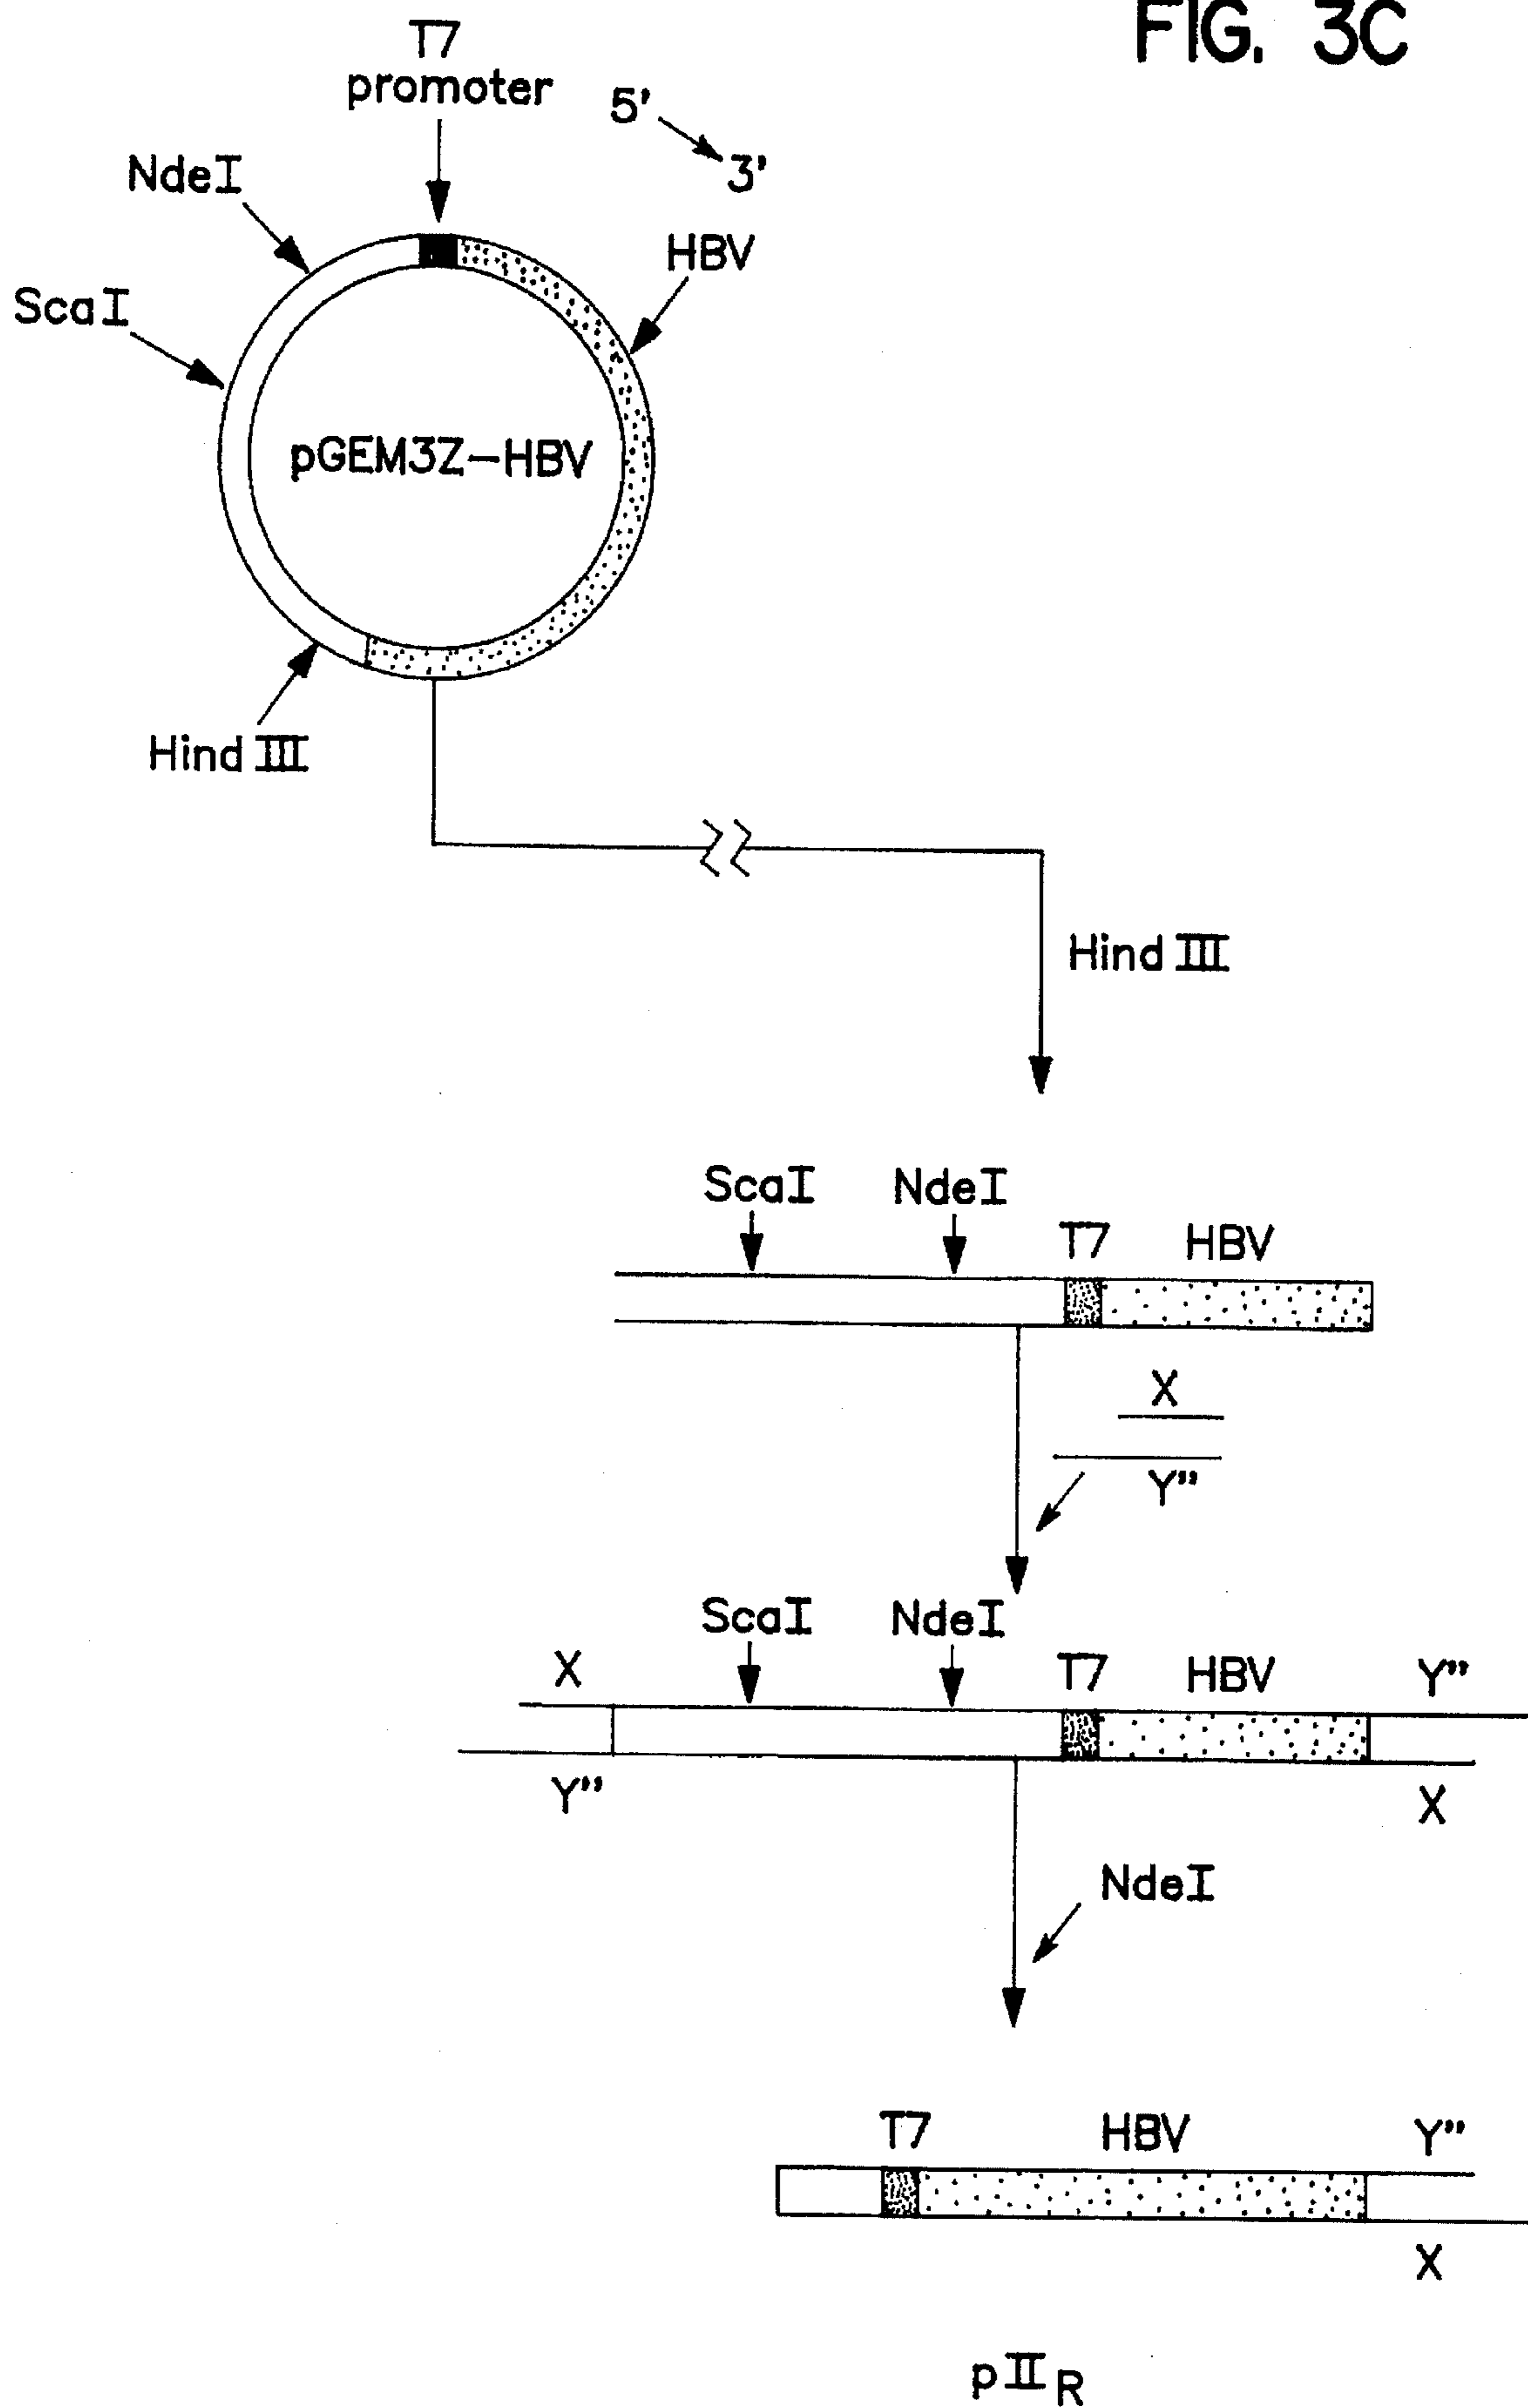 FIG. 3C
T7
promoter
5'
3'
NdeI
HBV
ScaI
pGEM3Z-HBV
Hind III
Hind III
ScaI NdeI
T7 HBV
X
Y"
ScaI NdeI
X T7 HBV Y"
Y" X
NdeI
T7 HBV Y"
X
pIIR